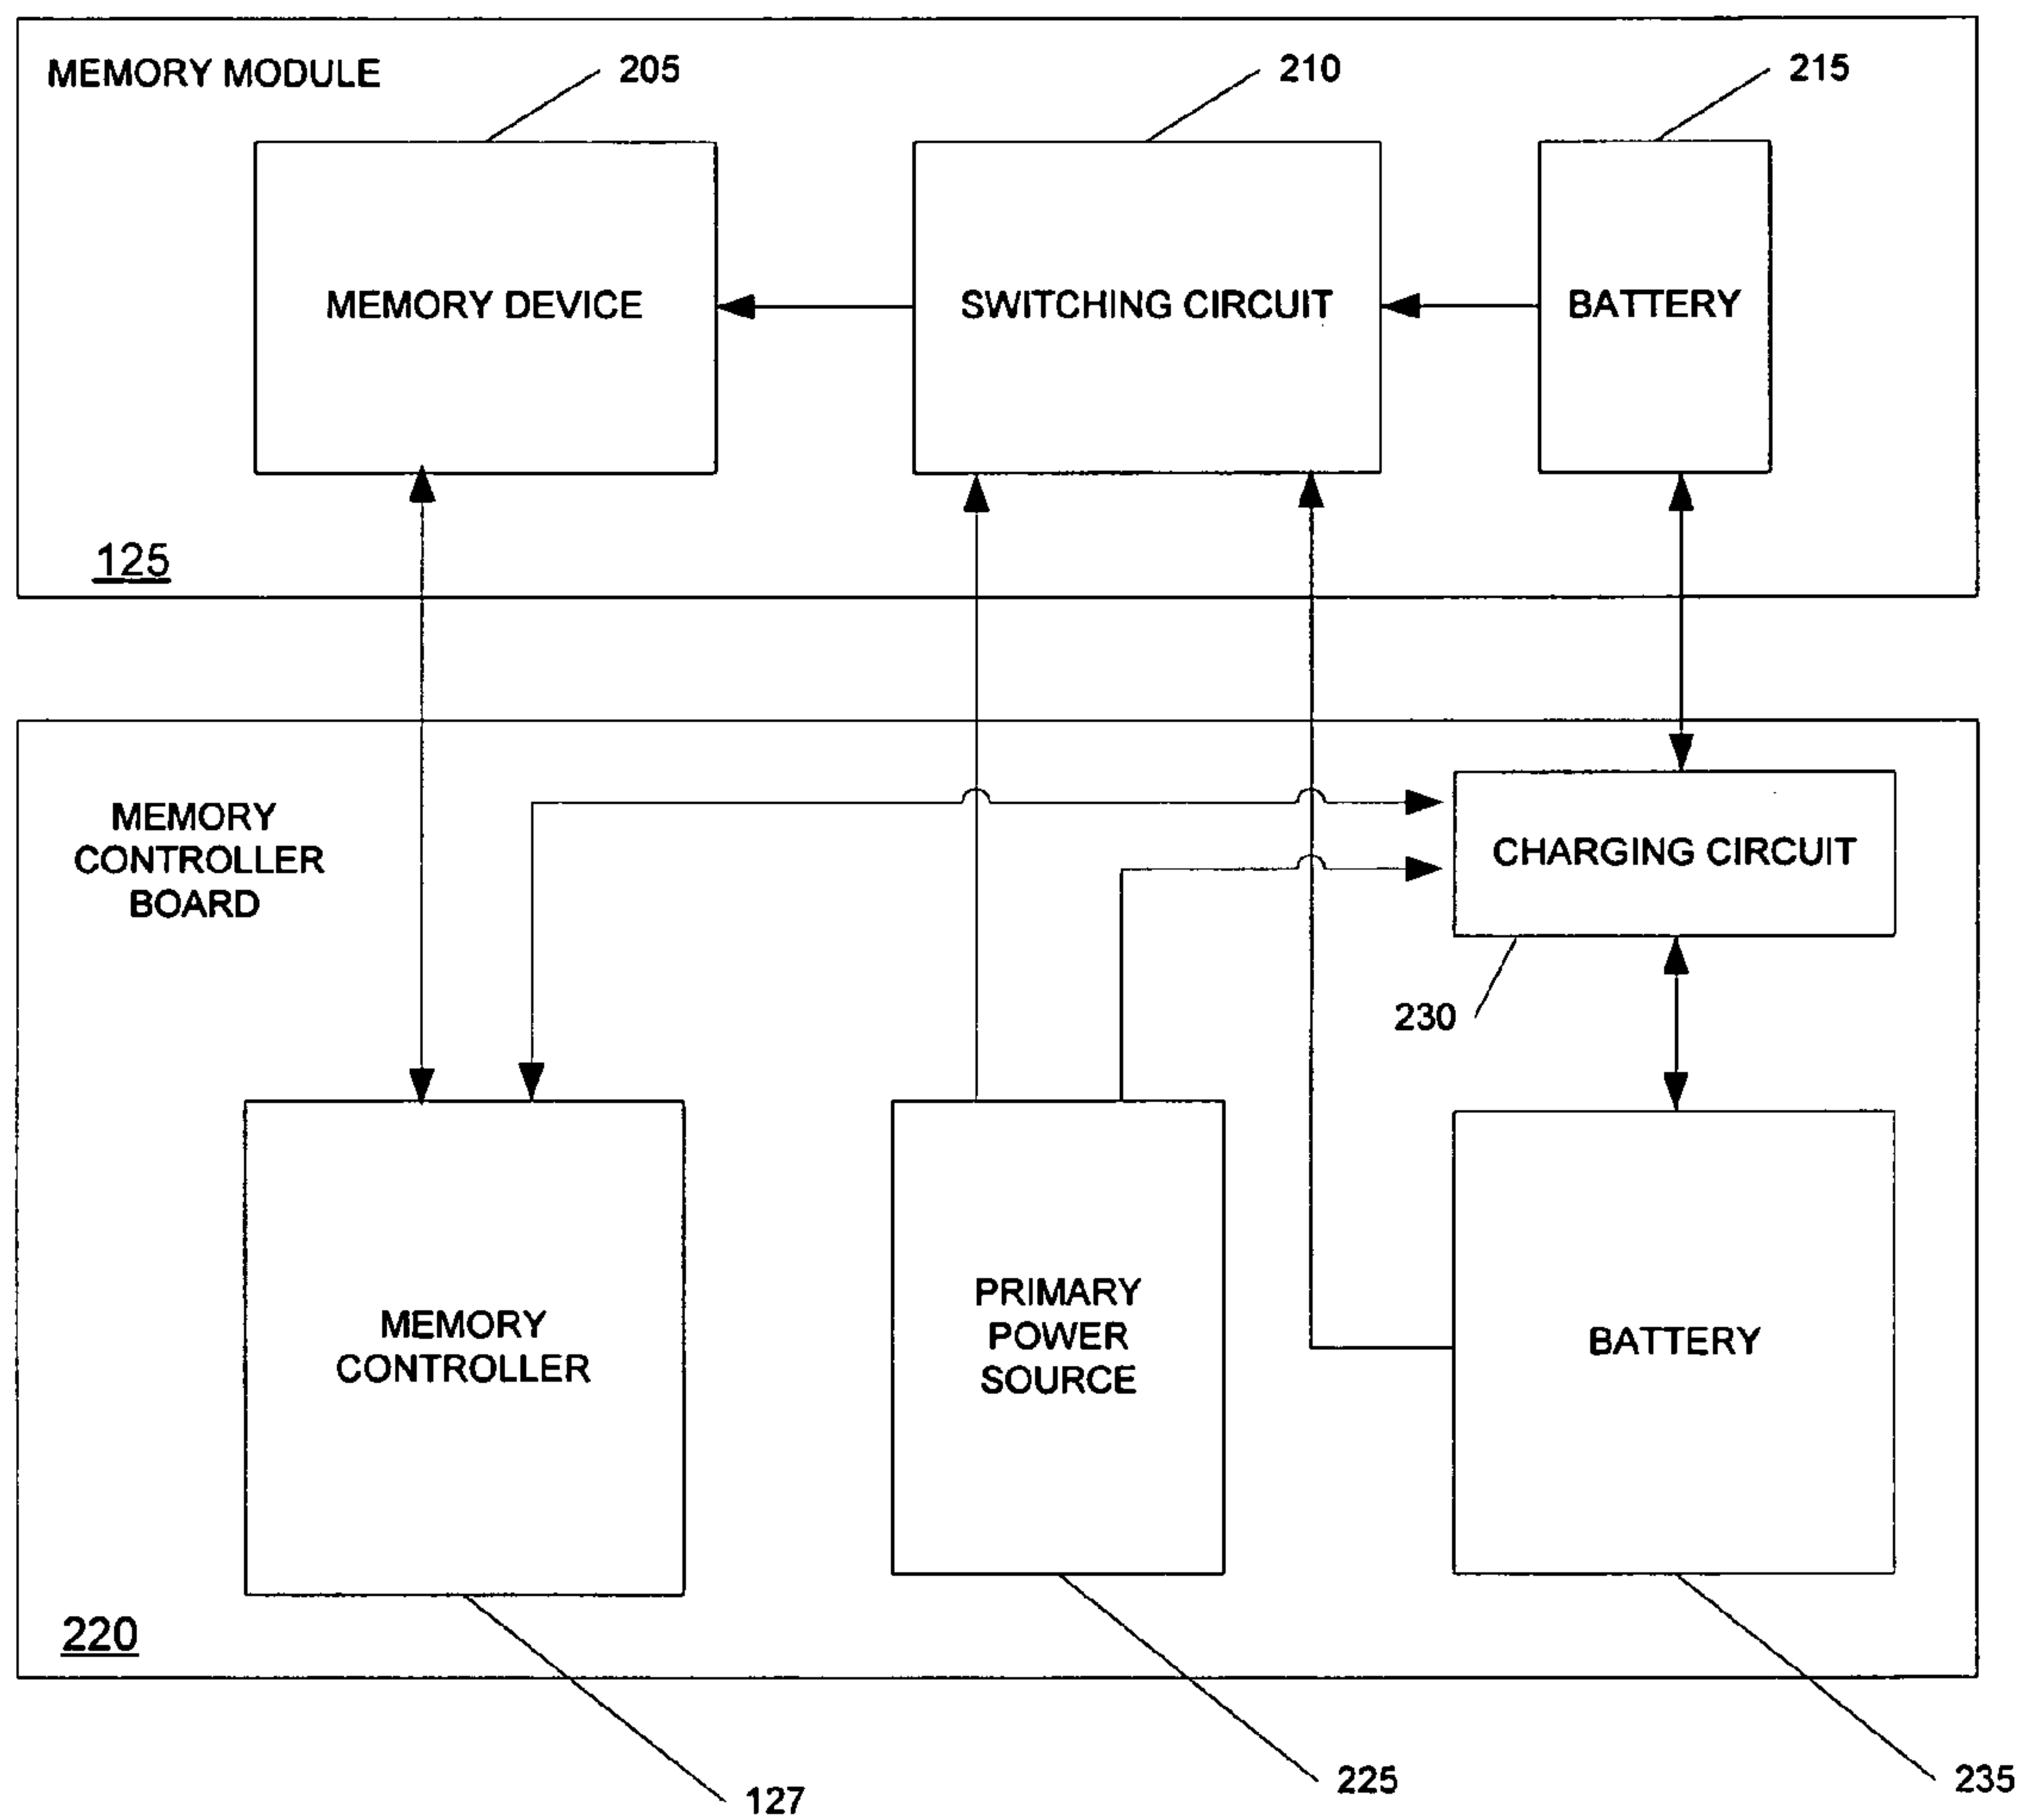 MEMORY MODULE
205
210
215
MEMORY DEVICE
SWITCHING CIRCUIT
BATTERY
125
MEMORY
CONTROLLER
BOARD
CHARGING CIRCUIT
230
MEMORY
CONTROLLER
PRIMARY
POWER
SOURCE
BATTERY
220
127
225
235